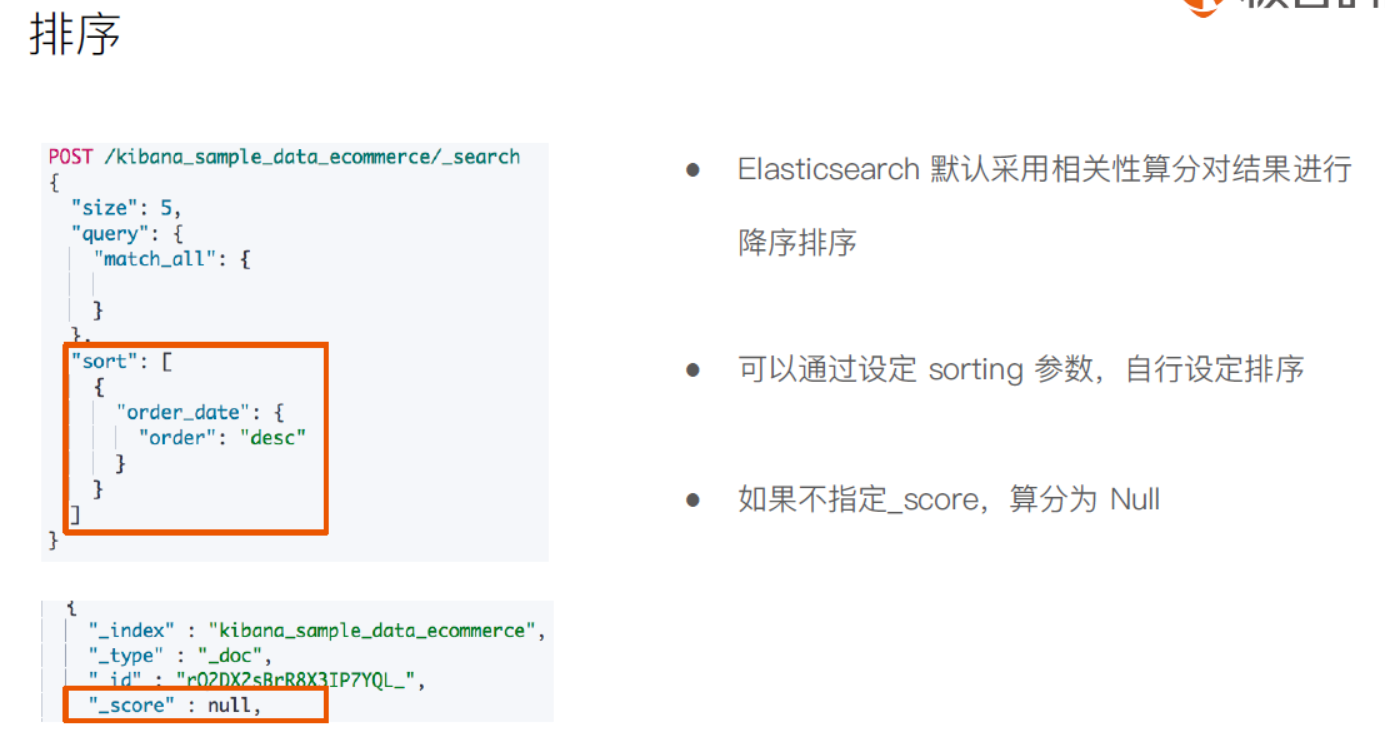 排序
POST /kibana_sample_data_ecommerce/_search
{
"size": 5,
"query": {
"match_all": {
}
},
"sort": [
{
"order_date": {
"order": "desc"
}
}
]
}
{
"_index" : "kibana_sample_data_ecommerce",
"_type" : "_doc",
"_id" : "rO2DX2sBrR8X3IP7YQL_",
"_score" : null,
● Elasticsearch 默认采用相关性算分对结果进行
降序排序
● 可以通过设定 sorting 参数，自行设定排序
● 如果不指定_score，算分为 Null